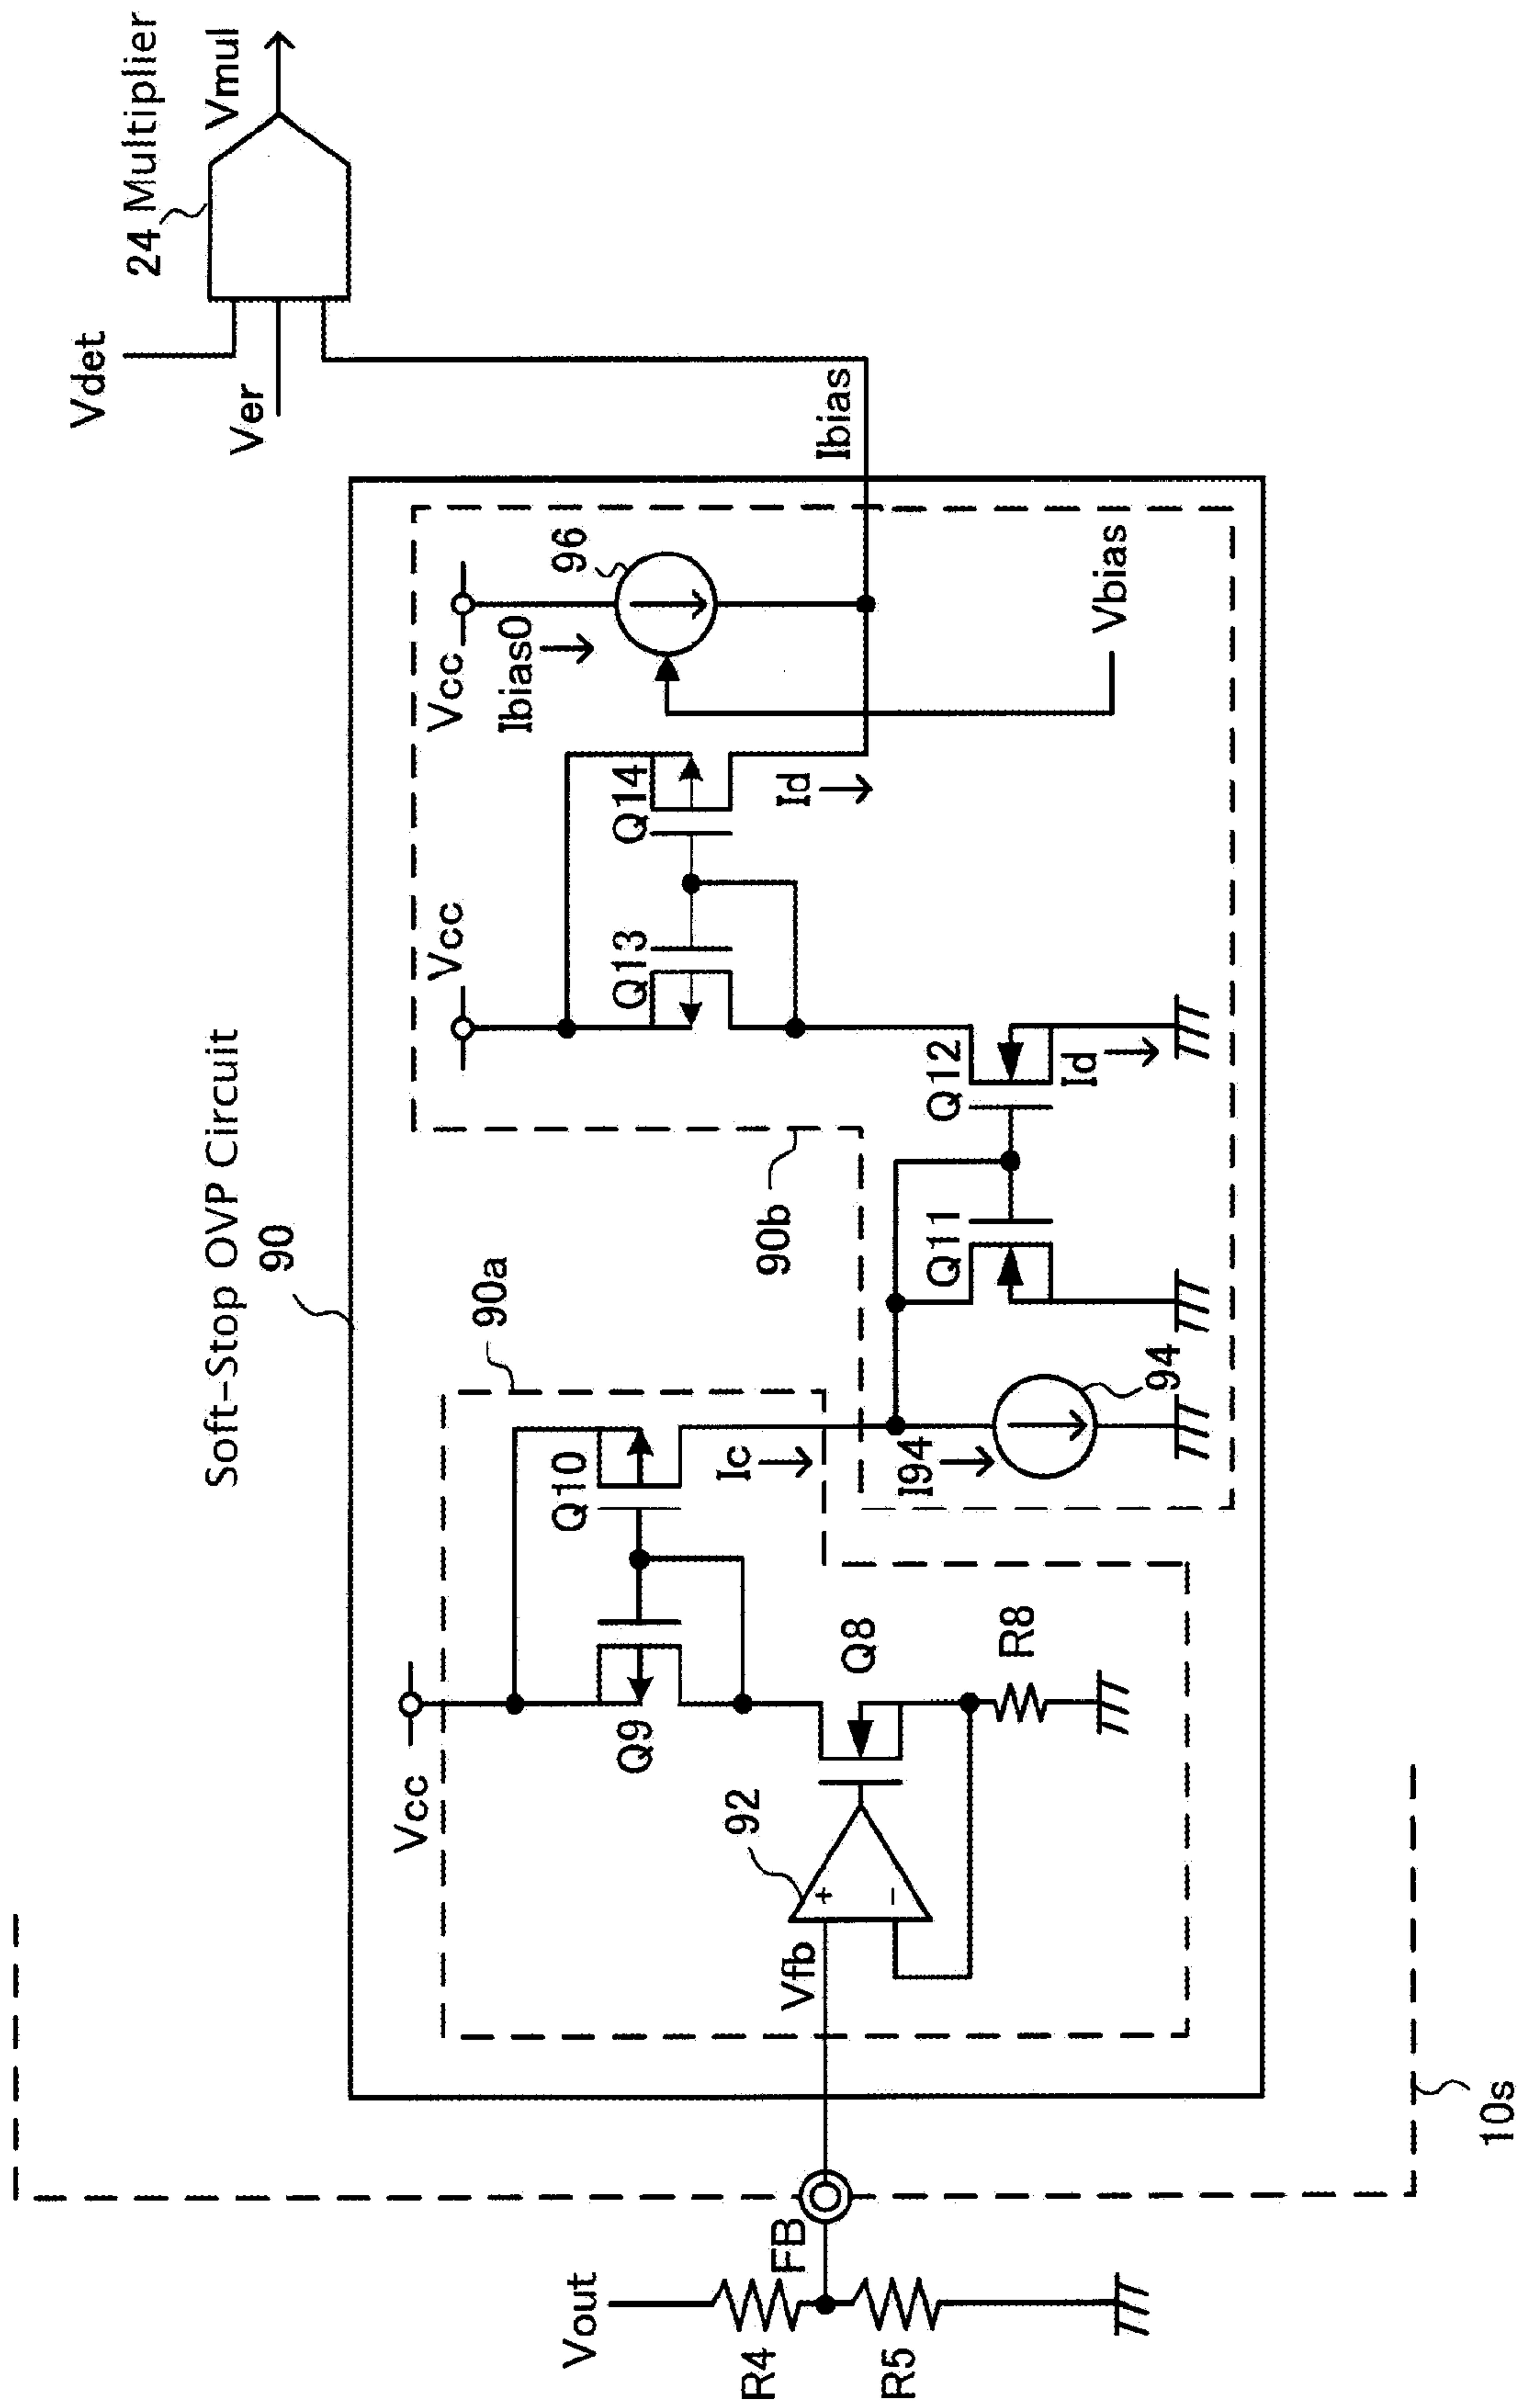 Soft-Stop OVP Circuit
90
24 Multiplier
Vmul
Vdet
Ver
Vcc
Vcc
Vcc
90a
90b
Q9
Q10
Q13
Q14
Ibias0
96
Ibias
Id
Ic
92
Vfb
+
-
Q8
R8
I94
94
Q11
Q12
Id
Vbias
Vout
FB
R4
R5
10s